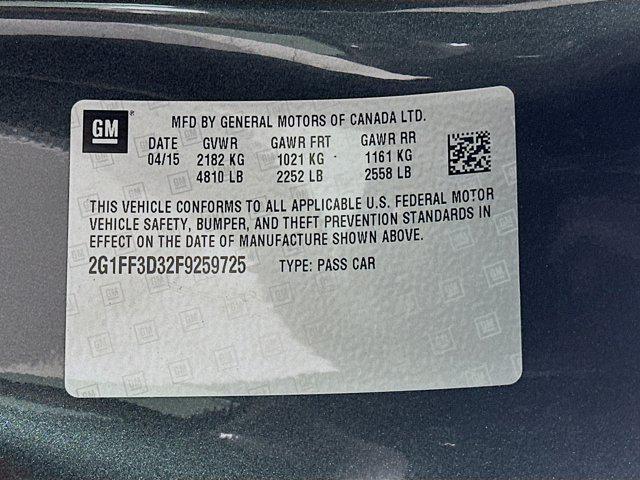 GM®
MFD BY GENERAL MOTORS OF CANADA LTD.
DATE GVWR GAWR FRT GAWR RR
04/15 2182 KG 1021 KG 1161 KG
4810 LB 2252 LB 2558 LB
THIS VEHICLE CONFORMS TO ALL APPLICABLE U.S. FEDERAL MOTOR
VEHICLE SAFETY, BUMPER, AND THEFT PREVENTION STANDARDS IN
EFFECT ON THE DATE OF MANUFACTURE SHOWN ABOVE.
2G1FF3D32F9259725 TYPE: PASS CAR